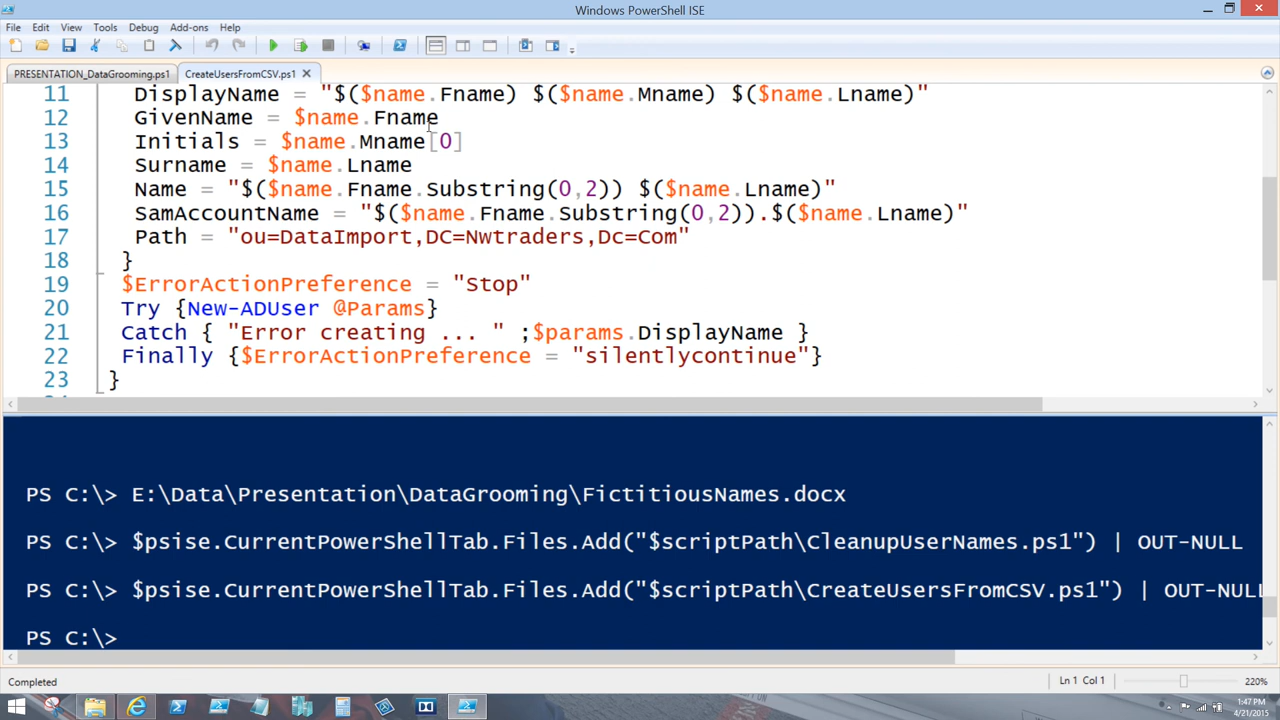 Windows PowerShell ISE
File Edit View Tools Debug Add-ons Help
PRESENTATION_DataGrooming.ps1 CreateUsersFromCSV.ps1
11 DisplayName = "$($name.Fname) $($name.Mname) $($name.Lname)"
12 GivenName = $name.Fname
13 Initials = $name.Mname[0]
14 Surname = $name.Lname
15 Name = "$($name.Fname.Substring(0,2)) $($name.Lname)"
16 SamAccountName = "$($name.Fname.Substring(0,2)).$($name.Lname)"
17 Path = "ou=DataImport,DC=Nwtraders,Dc=Com"
18 }
19 $ErrorActionPreference = "Stop"
20 Try {New-ADUser @Params}
21 Catch { "Error creating ... " ;$params.DisplayName }
22 Finally {$ErrorActionPreference = "silentlycontinue"}
23 }
PS C:\> E:\Data\Presentation\DataGrooming\FictitiousNames.docx
PS C:\> $psise.CurrentPowerShellTab.Files.Add("$scriptPath\CleanupUserNames.ps1") | OUT-NULL
PS C:\> $psise.CurrentPowerShellTab.Files.Add("$scriptPath\CreateUsersFromCSV.ps1") | OUT-NULL
PS C:\>
Completed Ln 1 Col 1 220%
1:47 PM
4/21/2015